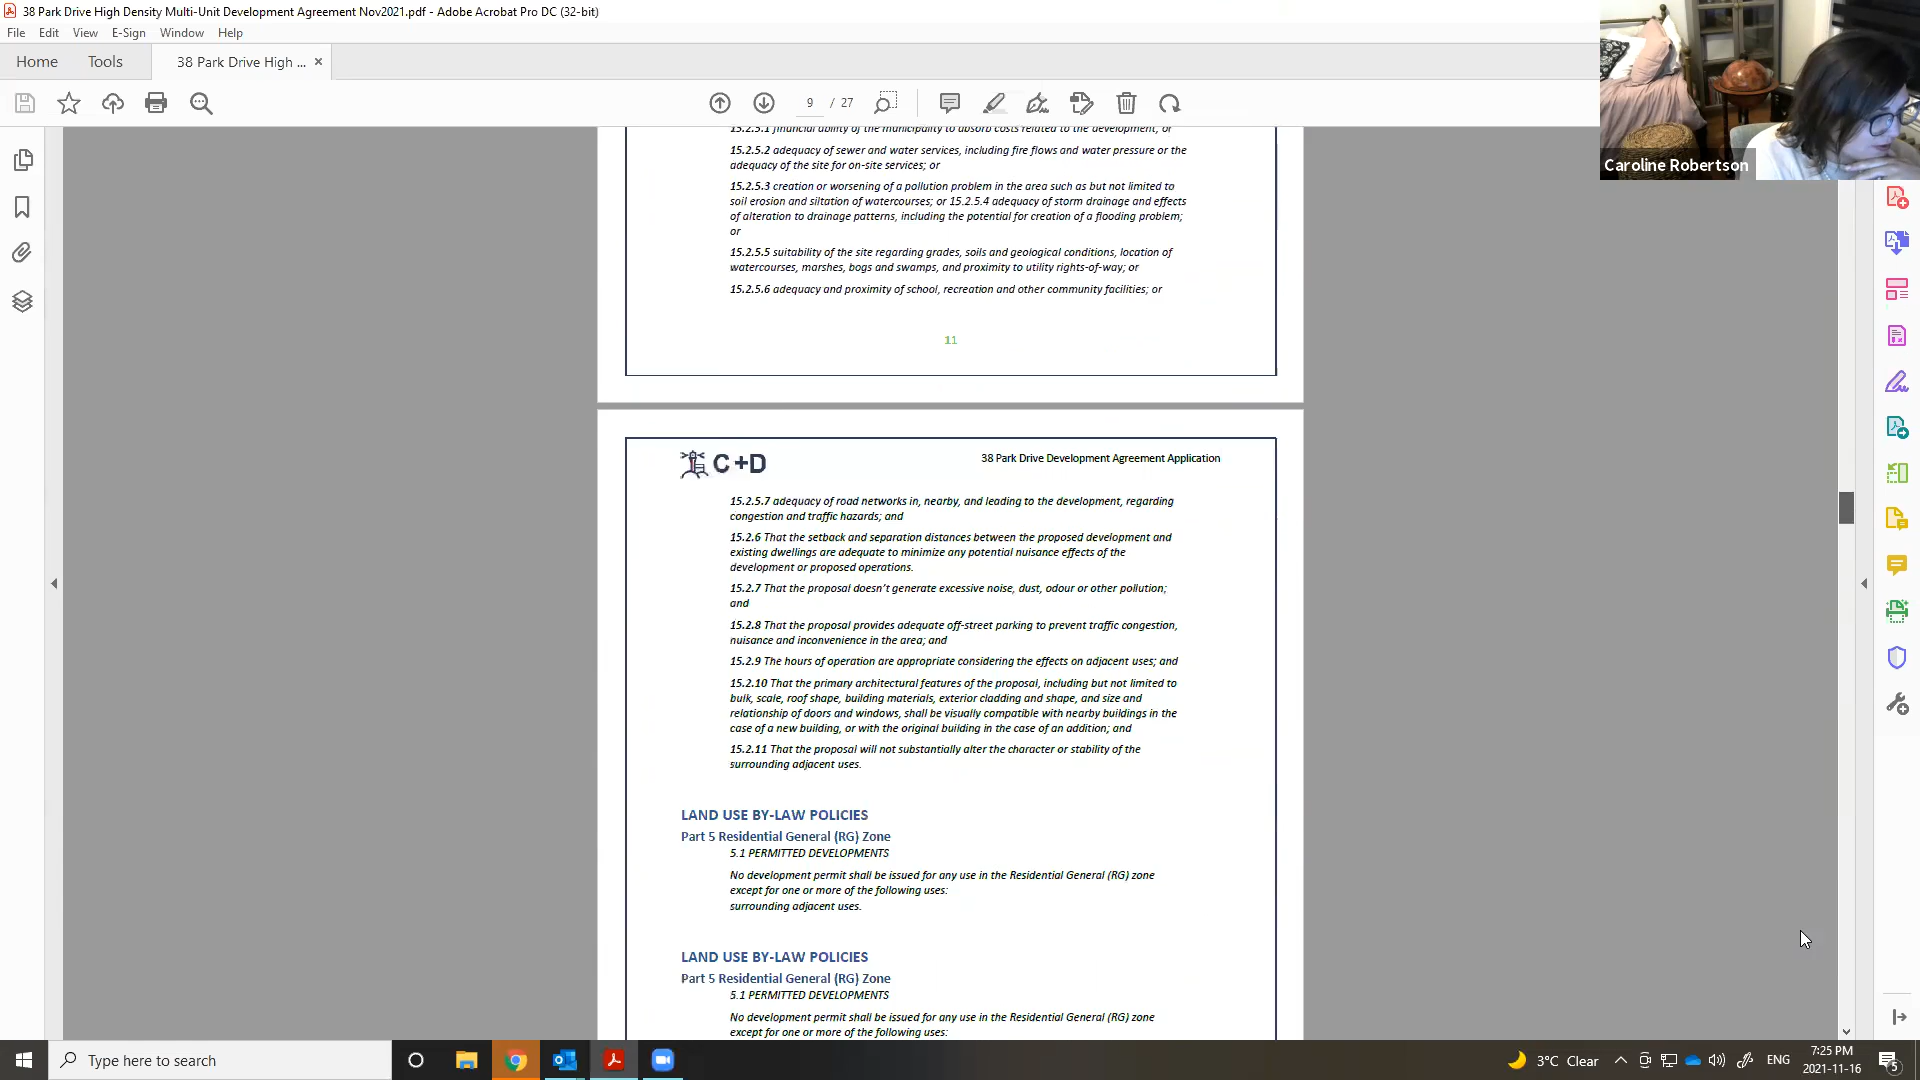 38 Park Drive High Density Multi-Unit Development Agreement Nov2021.pdf - Adobe Acrobat Pro DC (32-bit)
File Edit View E-Sign Window Help
Home Tools 38 Park Drive High ... ×
9 / 27
Caroline Robertson
15.2.5.1 financial ability of the municipality to absorb costs related to the development; or
15.2.5.2 adequacy of sewer and water services, including fire flows and water pressure or the
adequacy of the site for on-site services; or
15.2.5.3 creation or worsening of a pollution problem in the area such as but not limited to
soil erosion and siltation of watercourses; or 15.2.5.4 adequacy of storm drainage and effects
of alteration to drainage patterns, including the potential for creation of a flooding problem;
or
15.2.5.5 suitability of the site regarding grades, soils and geological conditions, location of
watercourses, marshes, bogs and swamps, and proximity to utility rights-of-way; or
15.2.5.6 adequacy and proximity of school, recreation and other community facilities; or
11
C+D
38 Park Drive Development Agreement Application
15.2.5.7 adequacy of road networks in, nearby, and leading to the development, regarding
congestion and traffic hazards; and
15.2.6 That the setback and separation distances between the proposed development and
existing dwellings are adequate to minimize any potential nuisance effects of the
development or proposed operations.
15.2.7 That the proposal doesn't generate excessive noise, dust, odour or other pollution;
and
15.2.8 That the proposal provides adequate off-street parking to prevent traffic congestion,
nuisance and inconvenience in the area; and
15.2.9 The hours of operation are appropriate considering the effects on adjacent uses; and
15.2.10 That the primary architectural features of the proposal, including but not limited to
bulk, scale, roof shape, building materials, exterior cladding and shape, and size and
relationship of doors and windows, shall be visually compatible with nearby buildings in the
case of a new building, or with the original building in the case of an addition; and
15.2.11 That the proposal will not substantially alter the character or stability of the
surrounding adjacent uses.
LAND USE BY-LAW POLICIES
Part 5 Residential General (RG) Zone
5.1 PERMITTED DEVELOPMENTS
No development permit shall be issued for any use in the Residential General (RG) zone
except for one or more of the following uses:
surrounding adjacent uses.
LAND USE BY-LAW POLICIES
Part 5 Residential General (RG) Zone
5.1 PERMITTED DEVELOPMENTS
No development permit shall be issued for any use in the Residential General (RG) zone
except for one or more of the following uses:
Type here to search
3°C Clear
ENG
7:25 PM
2021-11-16
5